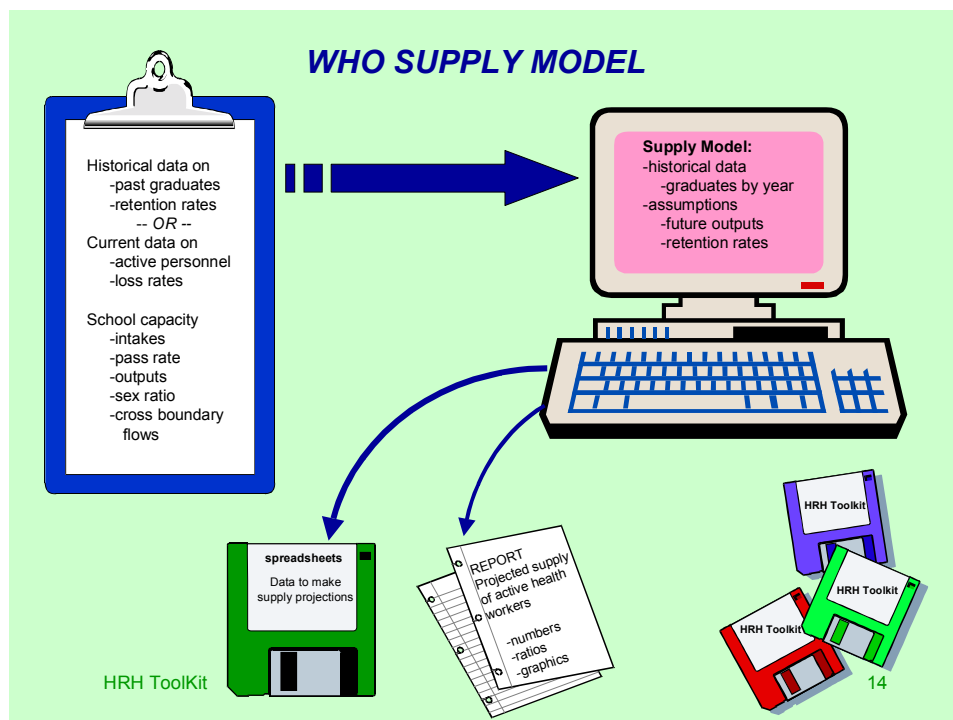 WHO SUPPLY MODEL
Historical data on
-past graduates
-retention rates
-- OR --
Current data on
-active personnel
-loss rates
School capacity
-intakes
-pass rate
-outputs
-sex ratio
-cross boundary
flows
Supply Model:
-historical data
-graduates by year
-assumptions
-future outputs
-retention rates
spreadsheets
Data to make
supply projections
REPORT
Projected supply
of active health
workers
-numbers
-ratios
-graphics
HRH Toolkit
HRH Toolkit
HRH Toolkit
HRH ToolKit
14